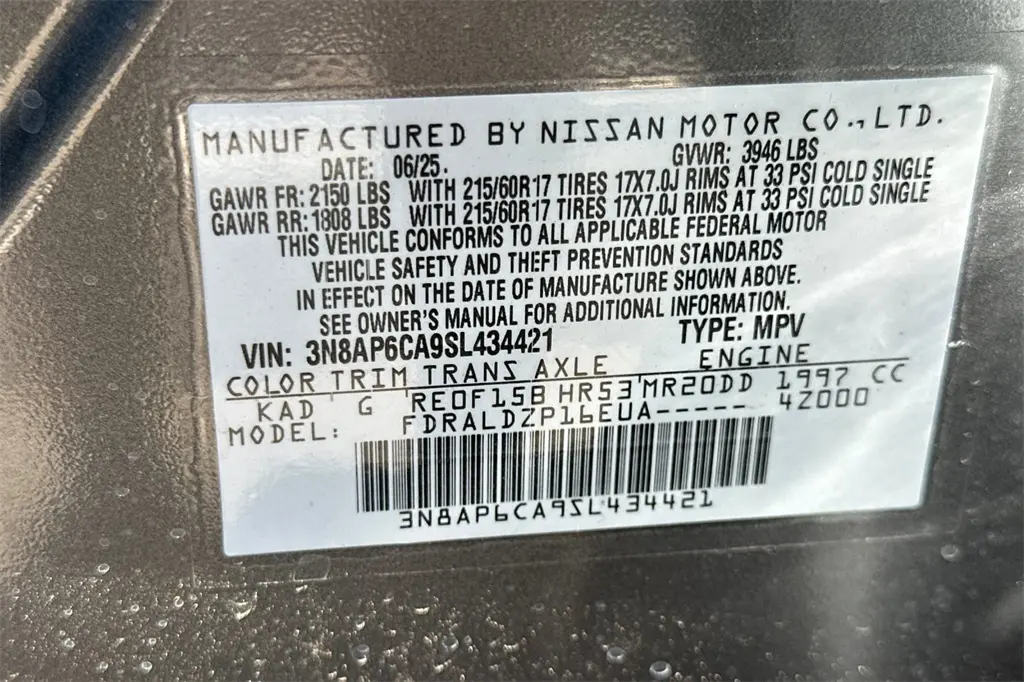 MANUFACTURED BY NISSAN MOTOR CO., LTD.
DATE: 06/25. GVWR: 3946 LBS
GAWR FR: 2150 LBS WITH 215/60R17 TIRES 17X7.0J RIMS AT 33 PSI COLD SINGLE
GAWR RR: 1808 LBS WITH 215/60R17 TIRES 17X7.0J RIMS AT 33 PSI COLD SINGLE
THIS VEHICLE CONFORMS TO ALL APPLICABLE FEDERAL MOTOR
VEHICLE SAFETY AND THEFT PREVENTION STANDARDS
IN EFFECT ON THE DATE OF MANUFACTURE SHOWN ABOVE.
SEE OWNER'S MANUAL FOR ADDITIONAL INFORMATION.
VIN: 3N8AP6CA9SL434421 TYPE: MPV
COLOR TRIM TRANS AXLE ENGINE
KAD G RE0F15B HR53 MR20DD 1997 CC
MODEL: FDRALDZP16EUA----- 42000
3N8AP6CA9SL434421